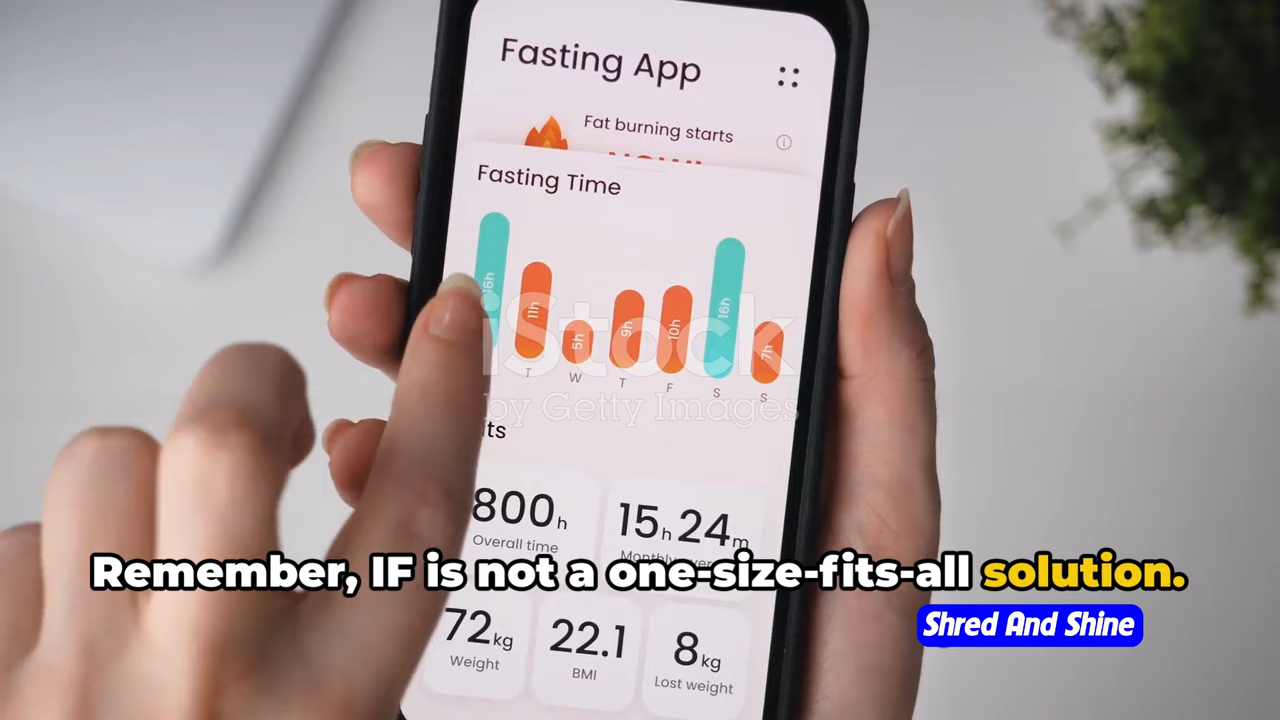 Fasting App
Fat burning starts
Fasting Time
16h
11h
5h
9h
10h
16h
7h
T
W
T
F
S
S
iStock
by Getty Images
800h
15h 24m
Overall time
72kg
22.1
8kg
Weight
BMI
Lost weight
Remember, IF is not a one-size-fits-all solution.
Shred And Shine